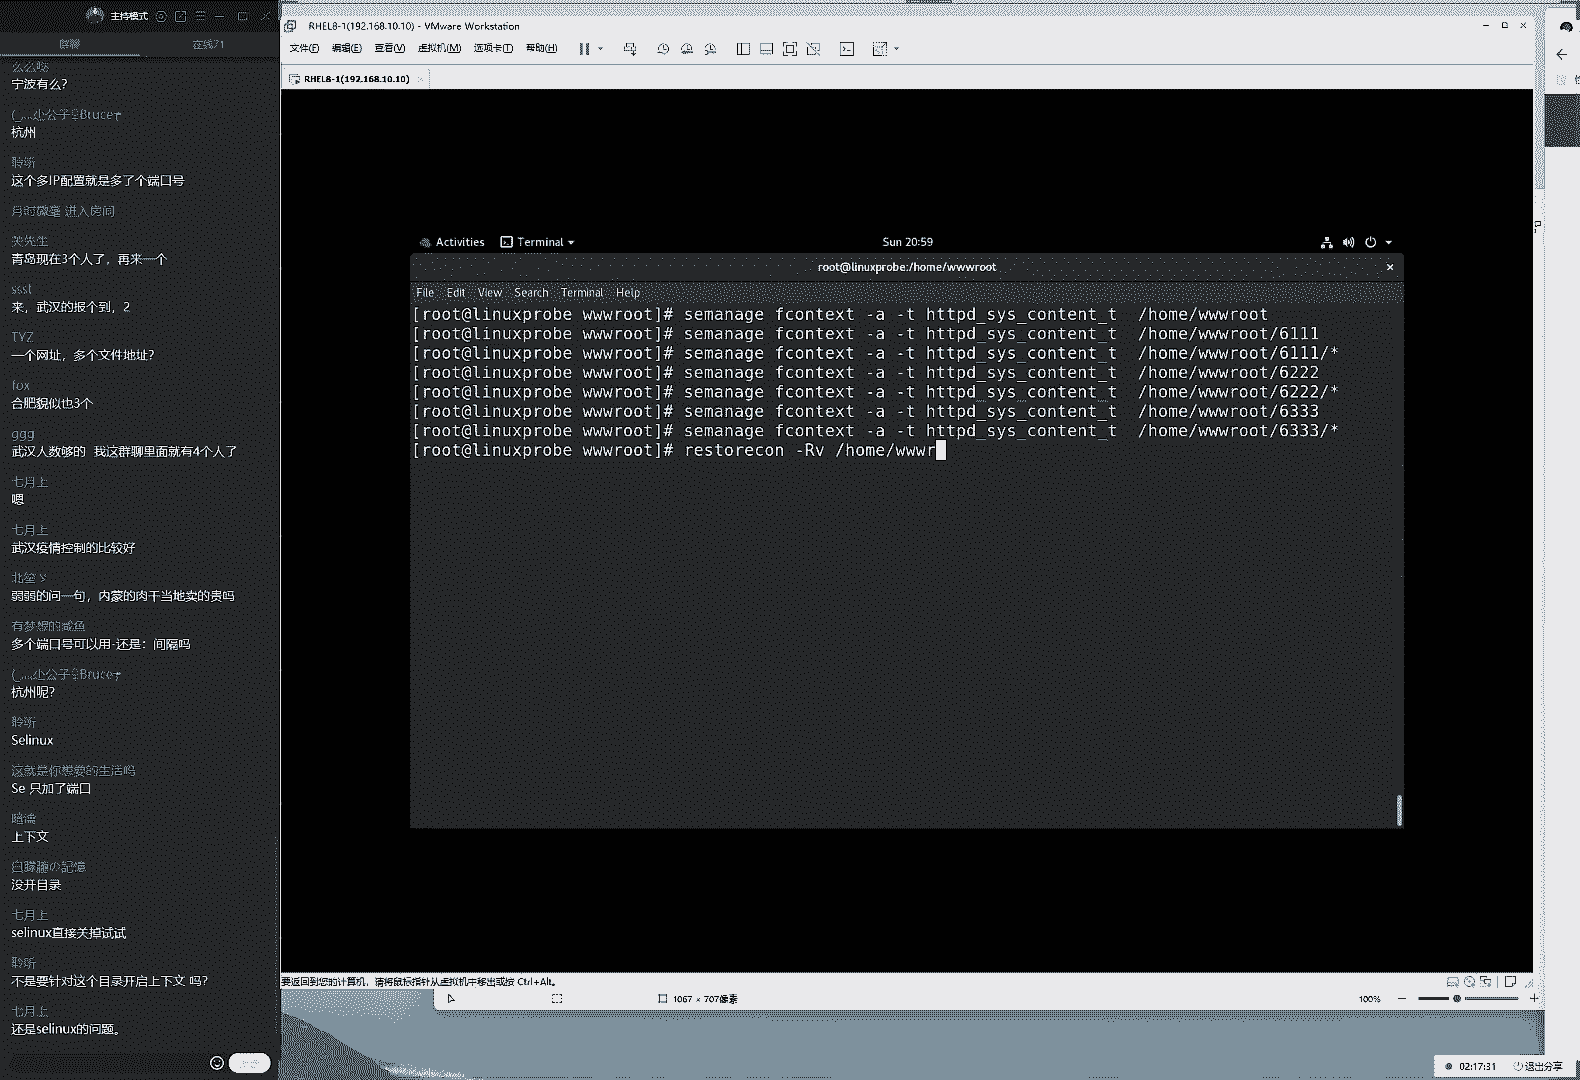 主持模式
群聊
在线71
么么哒
宁波有么?
小公子 Bruce
杭州
聆听
这个多IP配置就是多了个端口号
进入房间
关先生
青岛现在3个人了，再来一个
ssst
来，武汉的报个到，2
TYZ
一个网址，多个文件地址?
fox
合肥貌似也3个
ggg
武汉人数够的 我这群聊里面就有4个人了
七月上
嗯
七月上
武汉疫情控制的比较好
弱弱的问一句，内蒙的肉干当地卖的贵吗
有梦想的咸鱼
多个端口号可以用-还是：间隔吗
小公子 Bruce
杭州呢?
聆听
Selinux
这就是你想要的生活吗
Se 只加了端口
上下文
没开目录
七月上
selinux直接关掉试试
聆听
不是要针对这个目录开启上下文 吗?
七月上
还是selinux的问题。
RHEL8-1(192.168.10.10) - VMware Workstation
文件(F) 编辑(E) 查看(V) 虚拟机(M) 选项卡(T) 帮助(H)
RHEL8-1(192.168.10.10)
Activities Terminal Sun 20:59
root@linuxprobe:/home/wwwroot
File Edit View Search Terminal Help
[root@linuxprobe wwwroot]# semanage fcontext -a -t httpd_sys_content_t /home/wwwroot
[root@linuxprobe wwwroot]# semanage fcontext -a -t httpd_sys_content_t /home/wwwroot/6111
[root@linuxprobe wwwroot]# semanage fcontext -a -t httpd_sys_content_t /home/wwwroot/6111/*
[root@linuxprobe wwwroot]# semanage fcontext -a -t httpd_sys_content_t /home/wwwroot/6222
[root@linuxprobe wwwroot]# semanage fcontext -a -t httpd_sys_content_t /home/wwwroot/6222/*
[root@linuxprobe wwwroot]# semanage fcontext -a -t httpd_sys_content_t /home/wwwroot/6333
[root@linuxprobe wwwroot]# semanage fcontext -a -t httpd_sys_content_t /home/wwwroot/6333/*
[root@linuxprobe wwwroot]# restorecon -Rv /home/wwwr
要返回到您的计算机，请将鼠标指针从虚拟机中移出或按 Ctrl+Alt。
1067 × 707像素
100%
02:17:31 退出分享